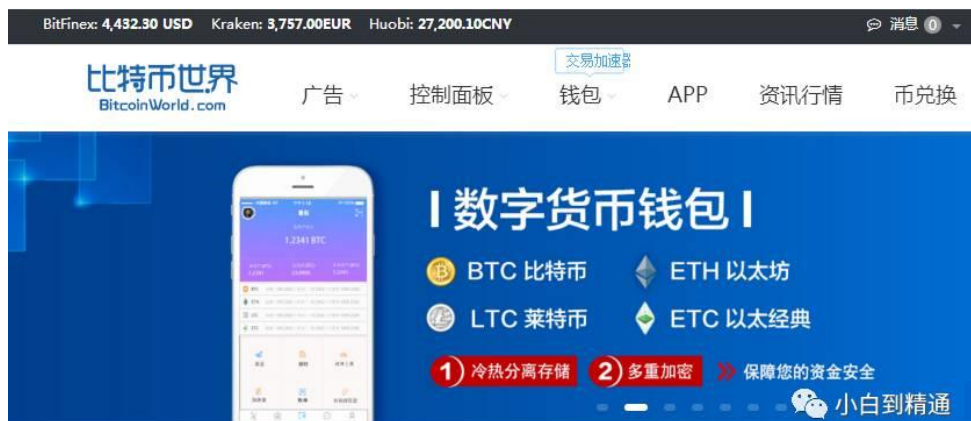 BitFinex: 4,432.30 USD Kraken: 3,757.00EUR Huobi: 27,200.10CNY 消息 0
交易加速器
比特币世界 广告 控制面板 钱包 APP 资讯行情 币兑换
BitcoinWorld.com
数字货币钱包
1.2341 BTC
BTC 比特币 ETH 以太坊
LTC 莱特币 ETC 以太经典
1 冷热分离存储 2 多重加密 保障您的资金安全
小白到精通